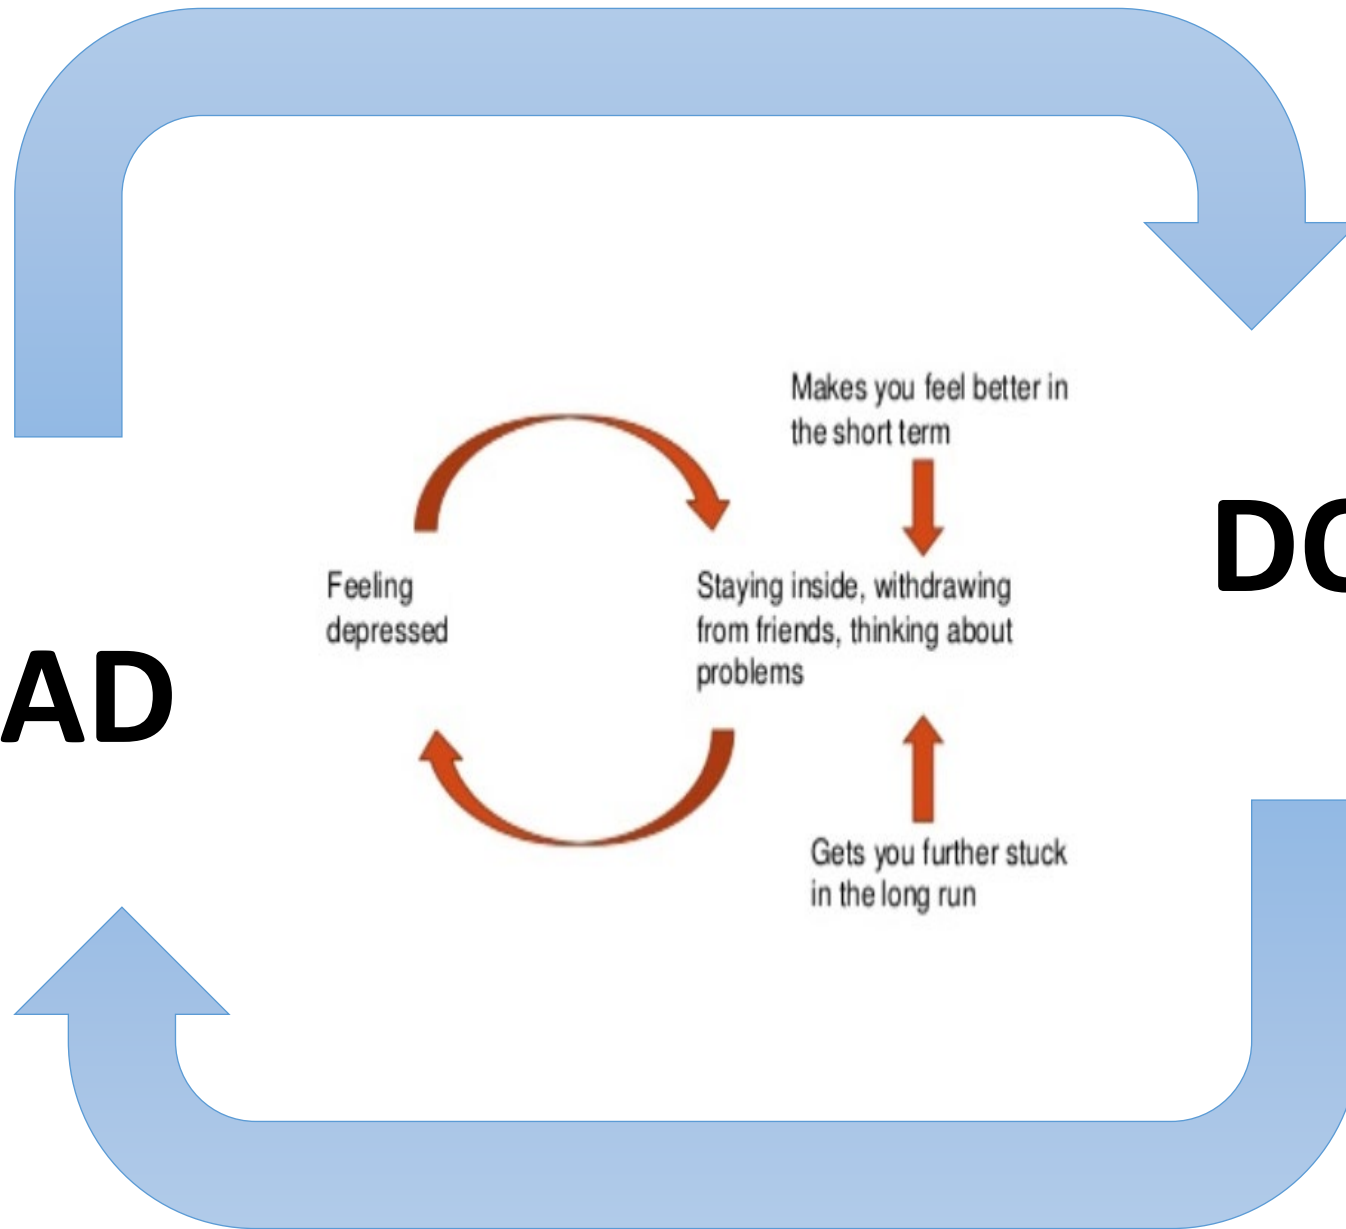 Makes you feel better in
the short term
Feeling
depressed
Staying inside, withdrawing
from friends, thinking about
problems
Gets you further stuck
in the long run
AD